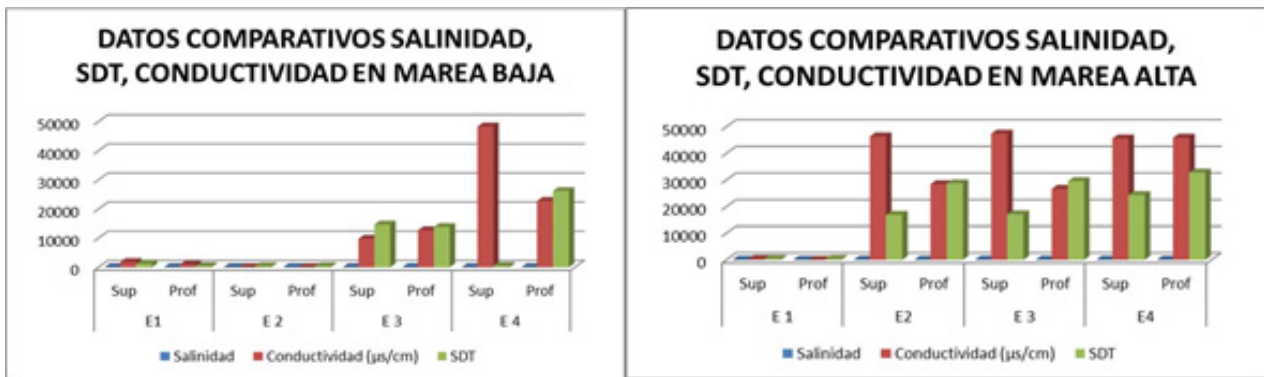 DATOS COMPARATIVOS SALINIDAD,
SDT, CONDUCTIVIDAD EN MAREA BAJA
50000
40000
30000
20000
10000
0
Sup Prof Sup Prof Sup Prof Sup Prof
E1 E 2 E 3 E 4
Salinidad Conductividad (µs/cm) SDT
DATOS COMPARATIVOS SALINIDAD,
SDT, CONDUCTIVIDAD EN MAREA ALTA
50000
40000
30000
20000
10000
0
Sup Prof Sup Prof Sup Prof Sup Prof
E 1 E2 E 3 E4
Salinidad Conductividad (µs/cm) SDT